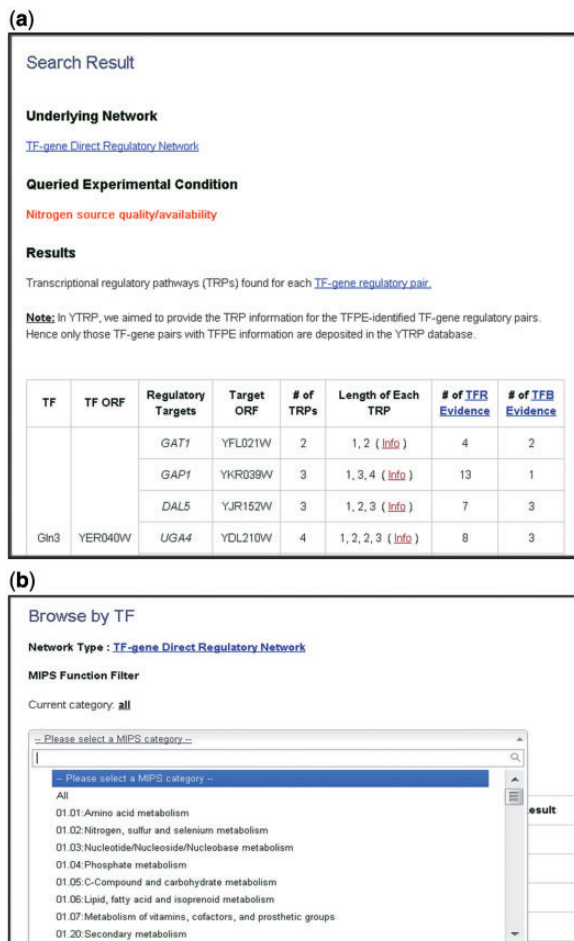 (a)
Search Result
Underlying Network
TF-gene Direct Regulatory Network
Queried Experimental Condition
Nitrogen source quality/availability
Results
Transcriptional regulatory pathways (TRPs) found for each TF-gene regulatory pair.
Note: In YTRP, we aimed to provide the TRP information for the TFPE-identified TF-gene regulatory pairs.
Hence only those TF-gene pairs with TFPE information are deposited in the YTRP database.
TF TF ORF Regulatory Targets Target ORF # of TRPs Length of Each TRP # of TFR Evidence # of TFB Evidence
GAT1 YFL021W 2 1, 2 ( Info ) 4 2
GAP1 YKR039W 3 1, 3, 4 ( Info ) 13 1
DAL5 YJR152W 3 1, 2, 3 ( Info ) 7 3
Gln3 YER040W UGA4 YDL210W 4 1, 2, 2, 3 ( Info ) 8 3
(b)
Browse by TF
Network Type : TF-gene Direct Regulatory Network
MIPS Function Filter
Current category: all
-- Please select a MIPS category --
-- Please select a MIPS category --
All
01.01:Amino acid metabolism
esult
01.02:Nitrogen, sulfur and selenium metabolism
01.03:Nucleotide/Nucleoside/Nucleobase metabolism
01.04:Phosphate metabolism
01.05:C-Compound and carbohydrate metabolism
01.06:Lipid, fatty acid and isoprenoid metabolism
01.07:Metabolism of vitamins, cofactors, and prosthetic groups
01.20:Secondary metabolism